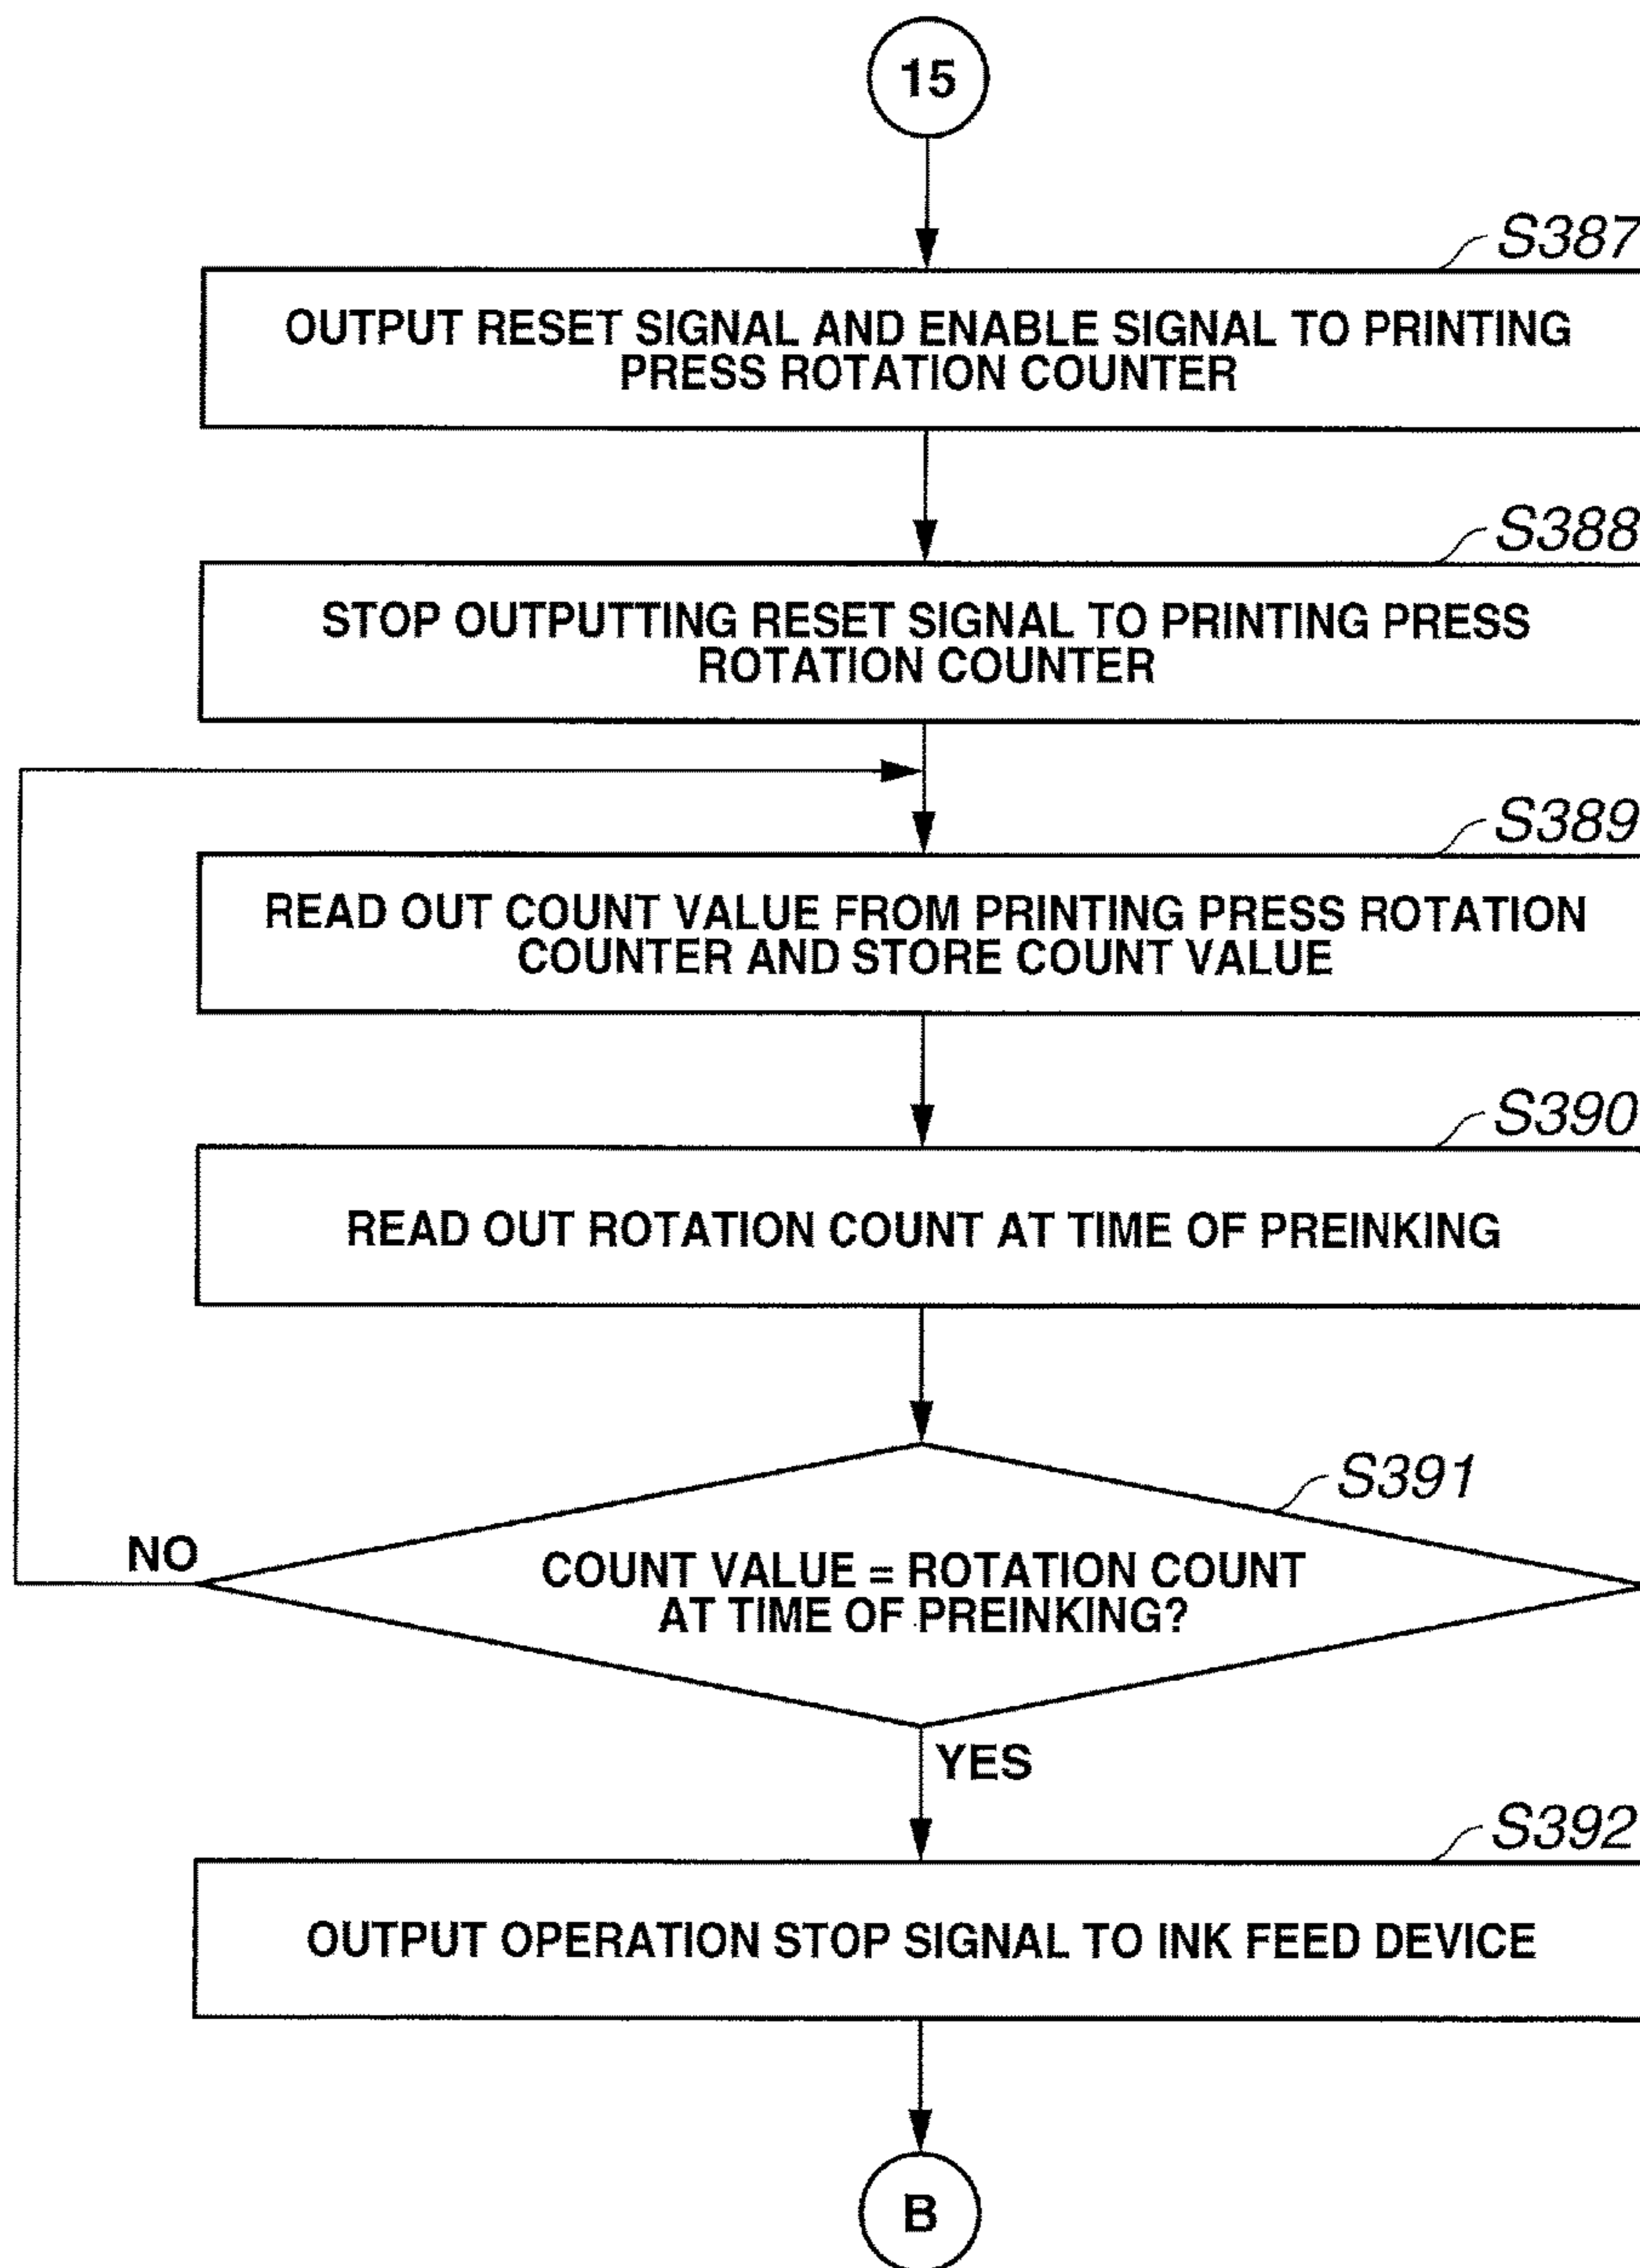 15
S387
OUTPUT RESET SIGNAL AND ENABLE SIGNAL TO PRINTING
PRESS ROTATION COUNTER
S388
STOP OUTPUTTING RESET SIGNAL TO PRINTING PRESS
ROTATION COUNTER
S389
READ OUT COUNT VALUE FROM PRINTING PRESS ROTATION
COUNTER AND STORE COUNT VALUE
S390
READ OUT ROTATION COUNT AT TIME OF PREINKING
S391
NO
COUNT VALUE = ROTATION COUNT
AT TIME OF PREINKING?
YES
S392
OUTPUT OPERATION STOP SIGNAL TO INK FEED DEVICE
B